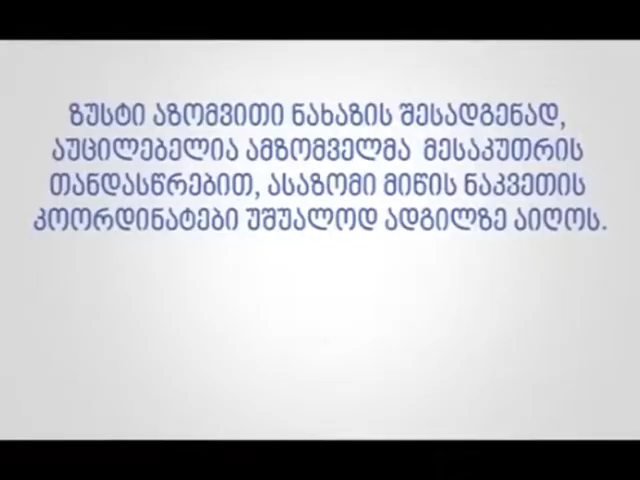 ზუსტი აზომვითი ნახაზის შესადგენად,
აუცილებელია ამზომველმა მესაკუთრის
თანდასწრებით, ასაზომი მიწის ნაკვეთის
კოორდინატები უშუალოდ ადგილზე აიღოს.